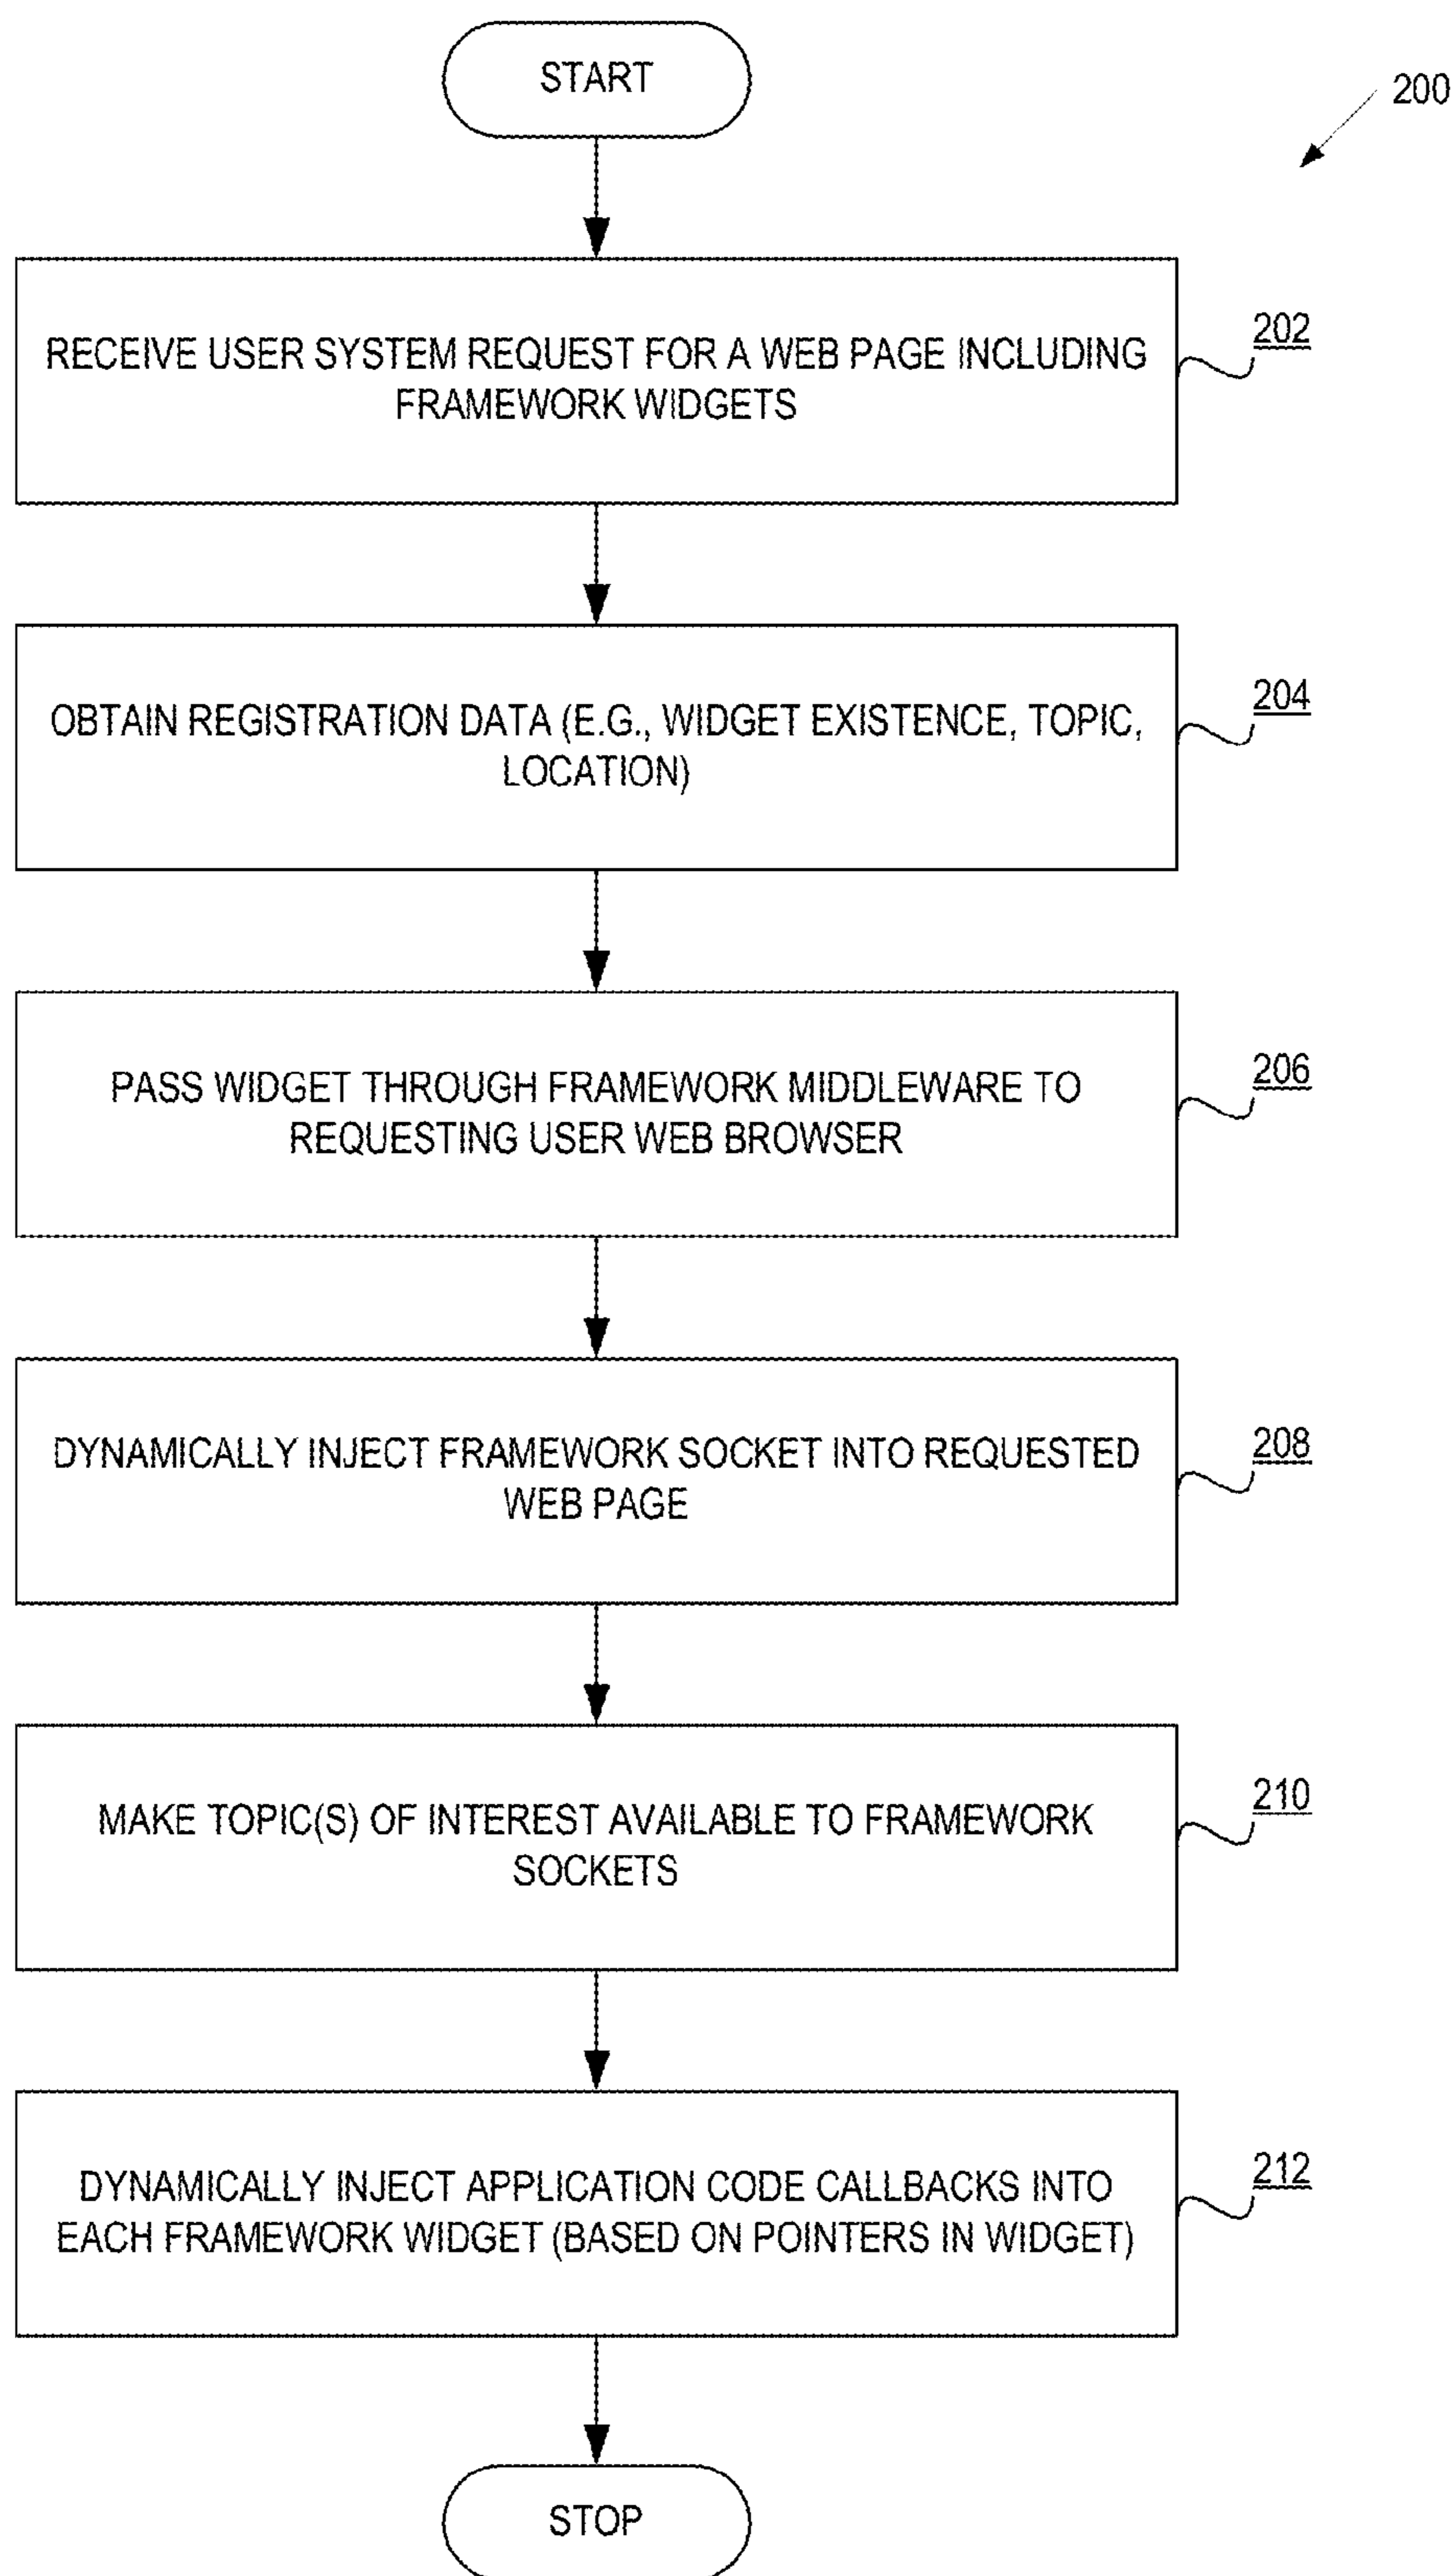 START
200
RECEIVE USER SYSTEM REQUEST FOR A WEB PAGE INCLUDING
FRAMEWORK WIDGETS
202
OBTAIN REGISTRATION DATA (E.G., WIDGET EXISTENCE, TOPIC,
LOCATION)
204
PASS WIDGET THROUGH FRAMEWORK MIDDLEWARE TO
REQUESTING USER WEB BROWSER
206
DYNAMICALLY INJECT FRAMEWORK SOCKET INTO REQUESTED
WEB PAGE
208
MAKE TOPIC(S) OF INTEREST AVAILABLE TO FRAMEWORK
SOCKETS
210
DYNAMICALLY INJECT APPLICATION CODE CALLBACKS INTO
EACH FRAMEWORK WIDGET (BASED ON POINTERS IN WIDGET)
212
STOP